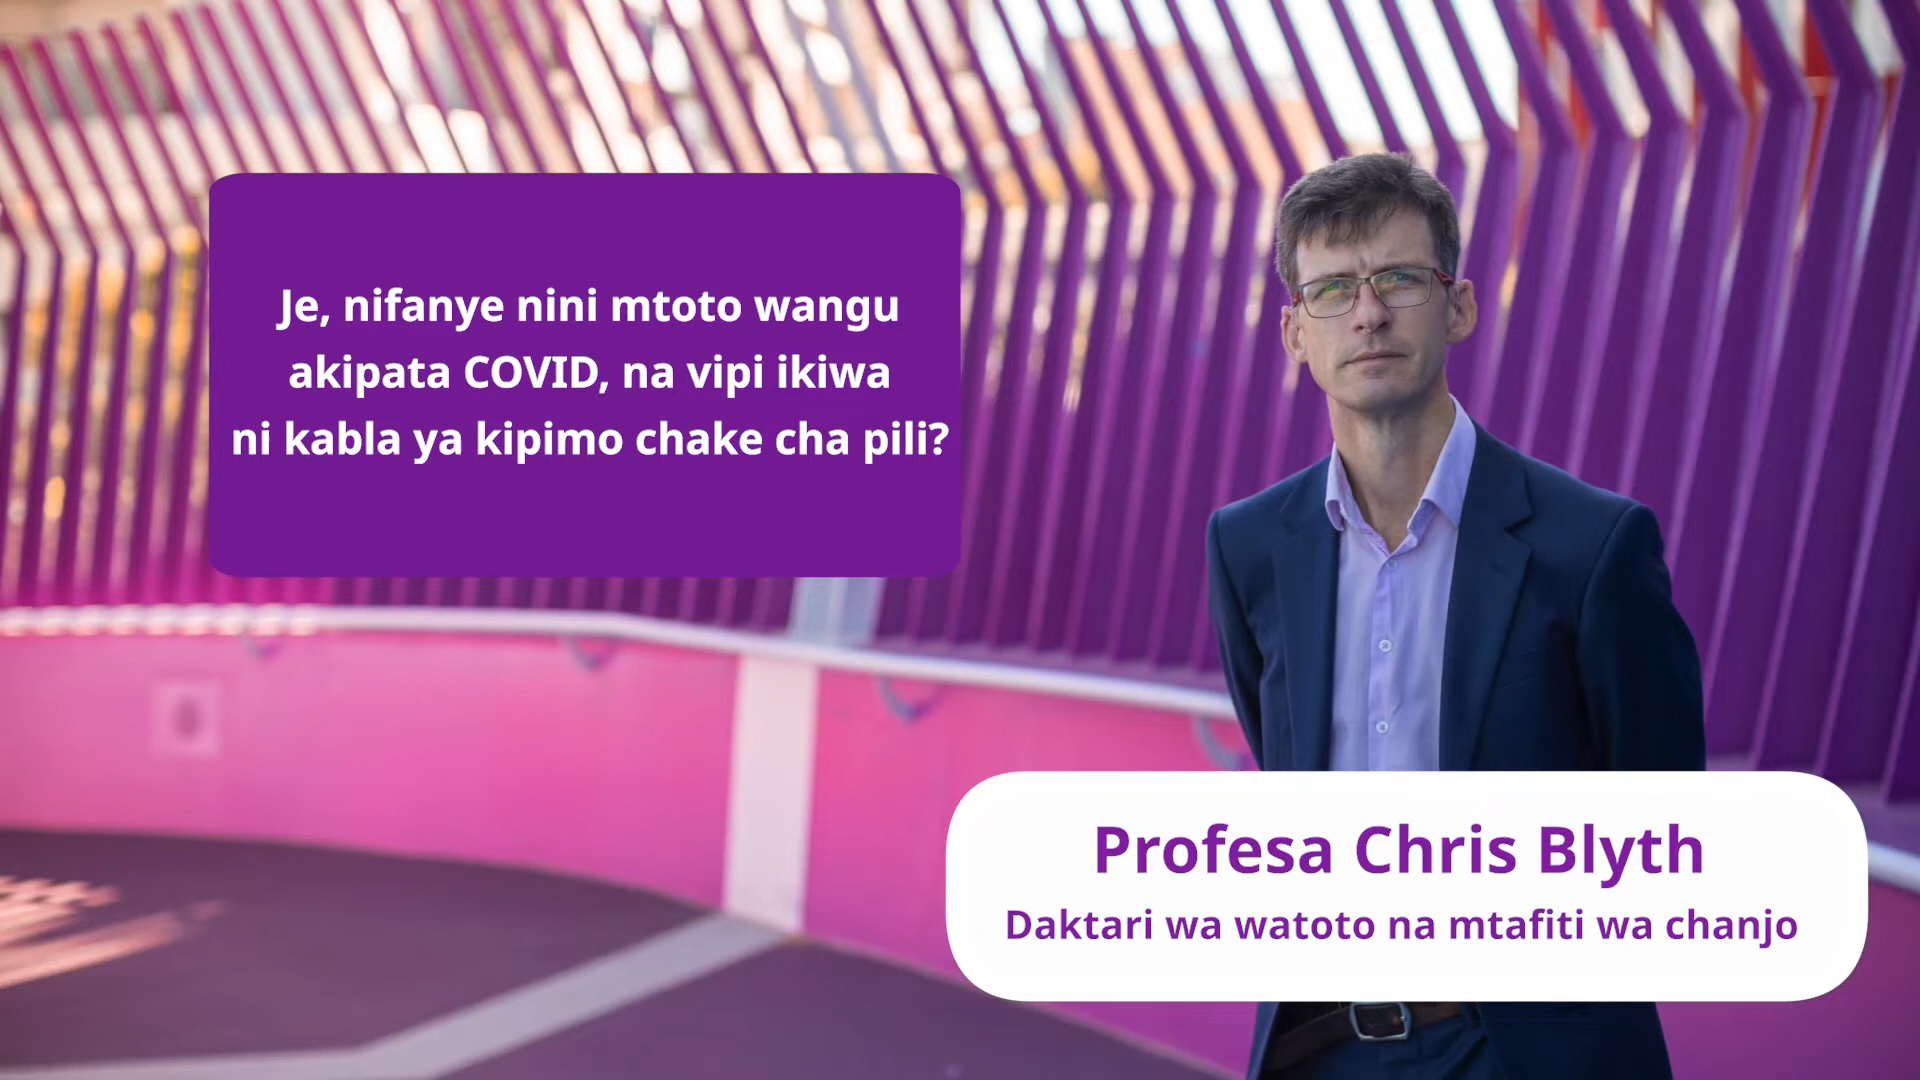 Je, nifanye nini mtoto wangu
akipata COVID, na vipi ikiwa
ni kabla ya kipimo chake cha pili?
Profesa Chris Blyth
Daktari wa watoto na mtafiti wa chanjo